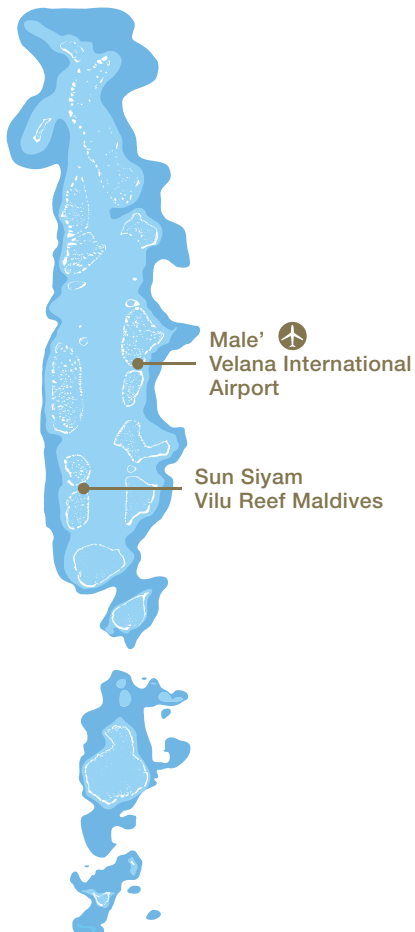 Male’
Velana International
Airport
Sun Siyam
Vilu Reef Maldives